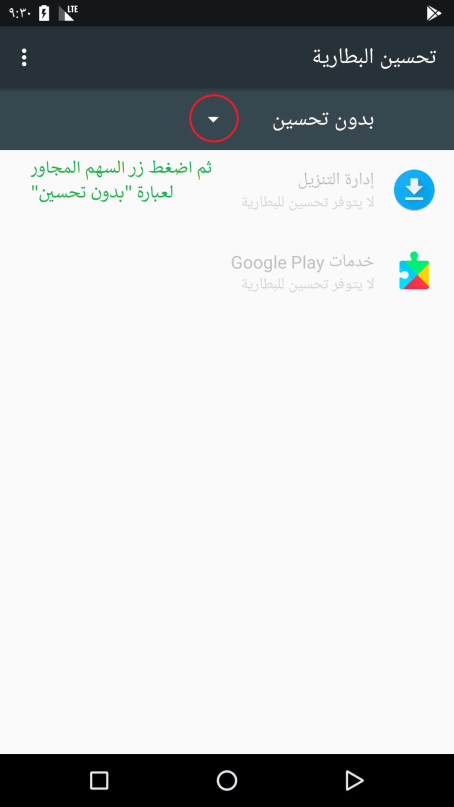 ٩:٣٠ LTE
تحسين البطارية
بدون تحسين
ثم اضغط زر السهم المجاور
لعبارة "بدون تحسين"
إدارة التنزيل
لا يتوفر تحسين للبطارية
خدمات Google Play
لا يتوفر تحسين للبطارية